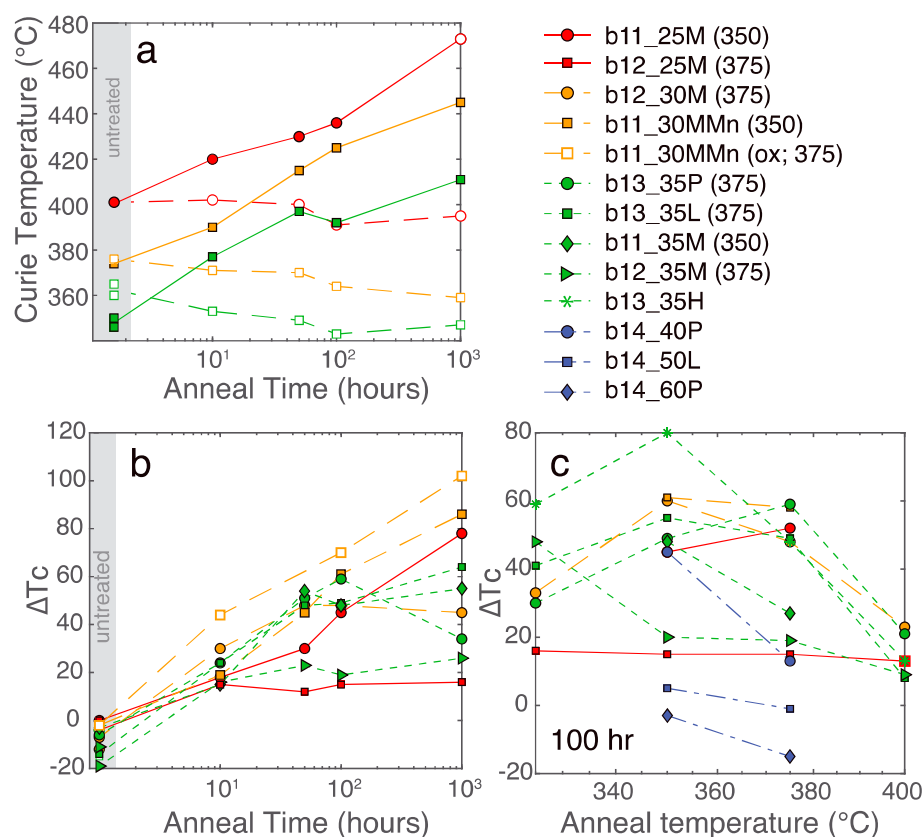 a
Curie Temperature (°C)
480
460
440
420
400
380
360
untreated
10¹
10²
10³
Anneal Time (hours)
b11_25M (350)
b12_25M (375)
b12_30M (375)
b11_30MMn (350)
b11_30MMn (ox; 375)
b13_35P (375)
b13_35L (375)
b11_35M (350)
b12_35M (375)
b13_35H
b14_40P
b14_50L
b14_60P
b
ΔTc
120
100
80
60
40
20
0
-20
untreated
10¹
10²
10³
Anneal Time (hours)
c
ΔTc
80
60
40
20
0
-20
100 hr
340
360
380
400
Anneal temperature (°C)